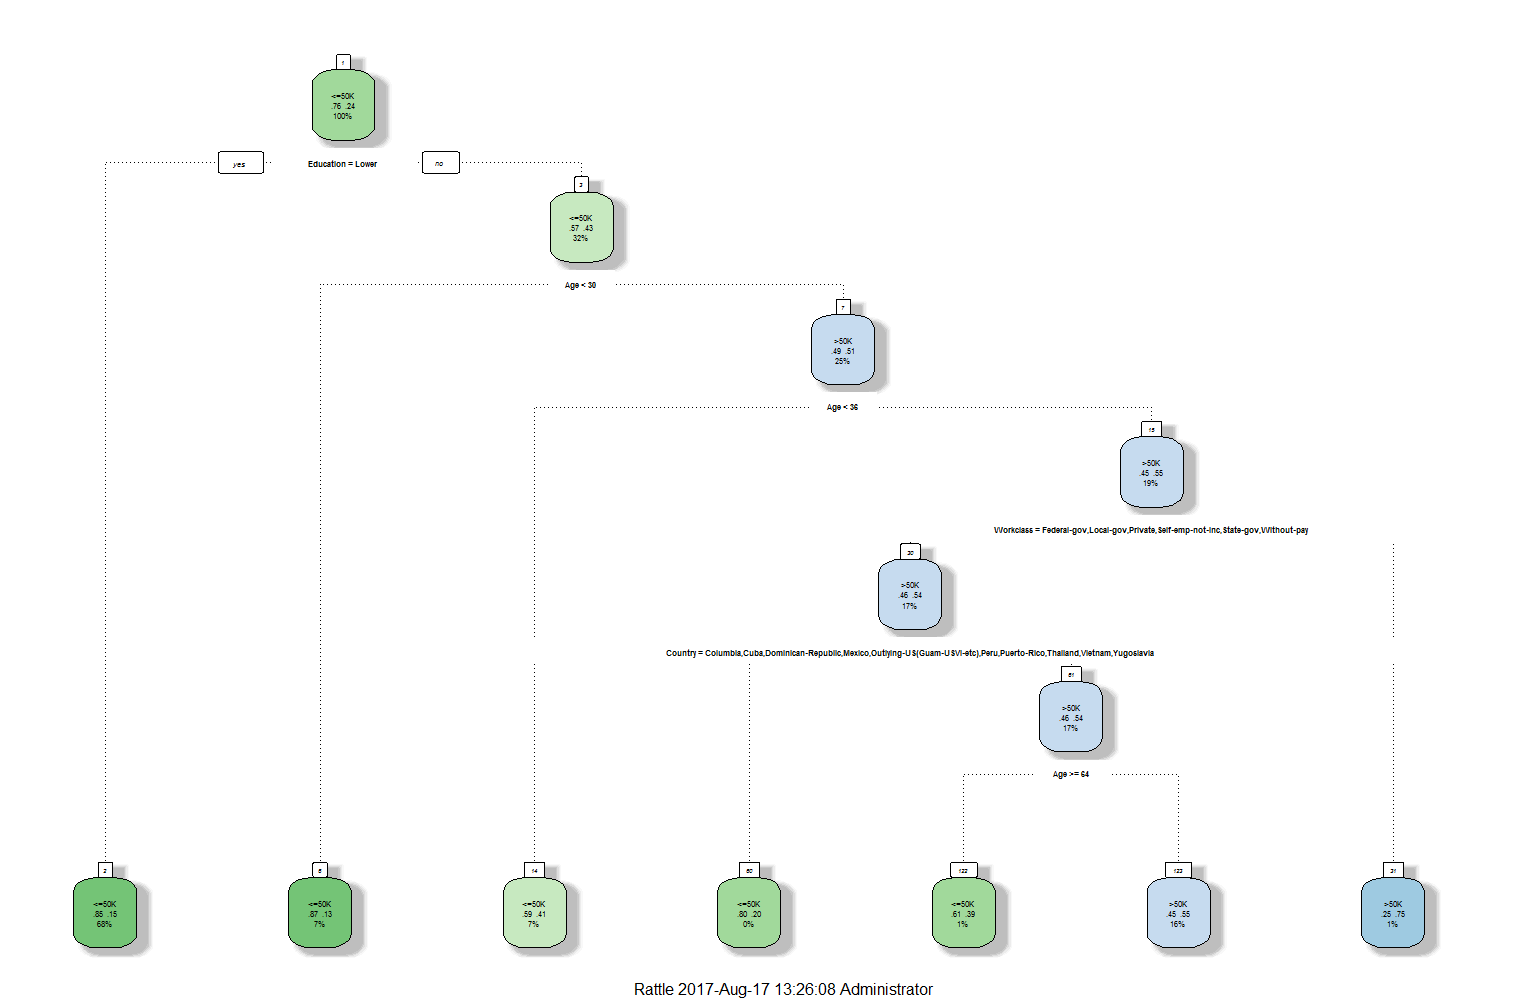 1
<=50K
.76 .24
100%
yes
Education = Lower
no
3
<=50K
.57 .43
32%
Age < 30
7
>50K
.49 .51
25%
Age < 36
15
>50K
.45 .55
19%
Workclass = Federal-gov,Local-gov,Private,Self-emp-not-inc,State-gov,Without-pay
30
>50K
.46 .54
17%
Country = Columbia,Cuba,Dominican-Republic,Mexico,Outlying-US(Guam-USVI-etc),Peru,Puerto-Rico,Thailand,Vietnam,Yugoslavia
61
>50K
.46 .54
17%
Age >= 64
2
<=50K
.85 .15
68%
6
<=50K
.87 .13
7%
14
<=50K
.59 .41
7%
60
<=50K
.80 .20
0%
122
<=50K
.61 .39
1%
123
>50K
.45 .55
16%
31
>50K
.25 .75
1%
Rattle 2017-Aug-17 13:26:08 Administrator